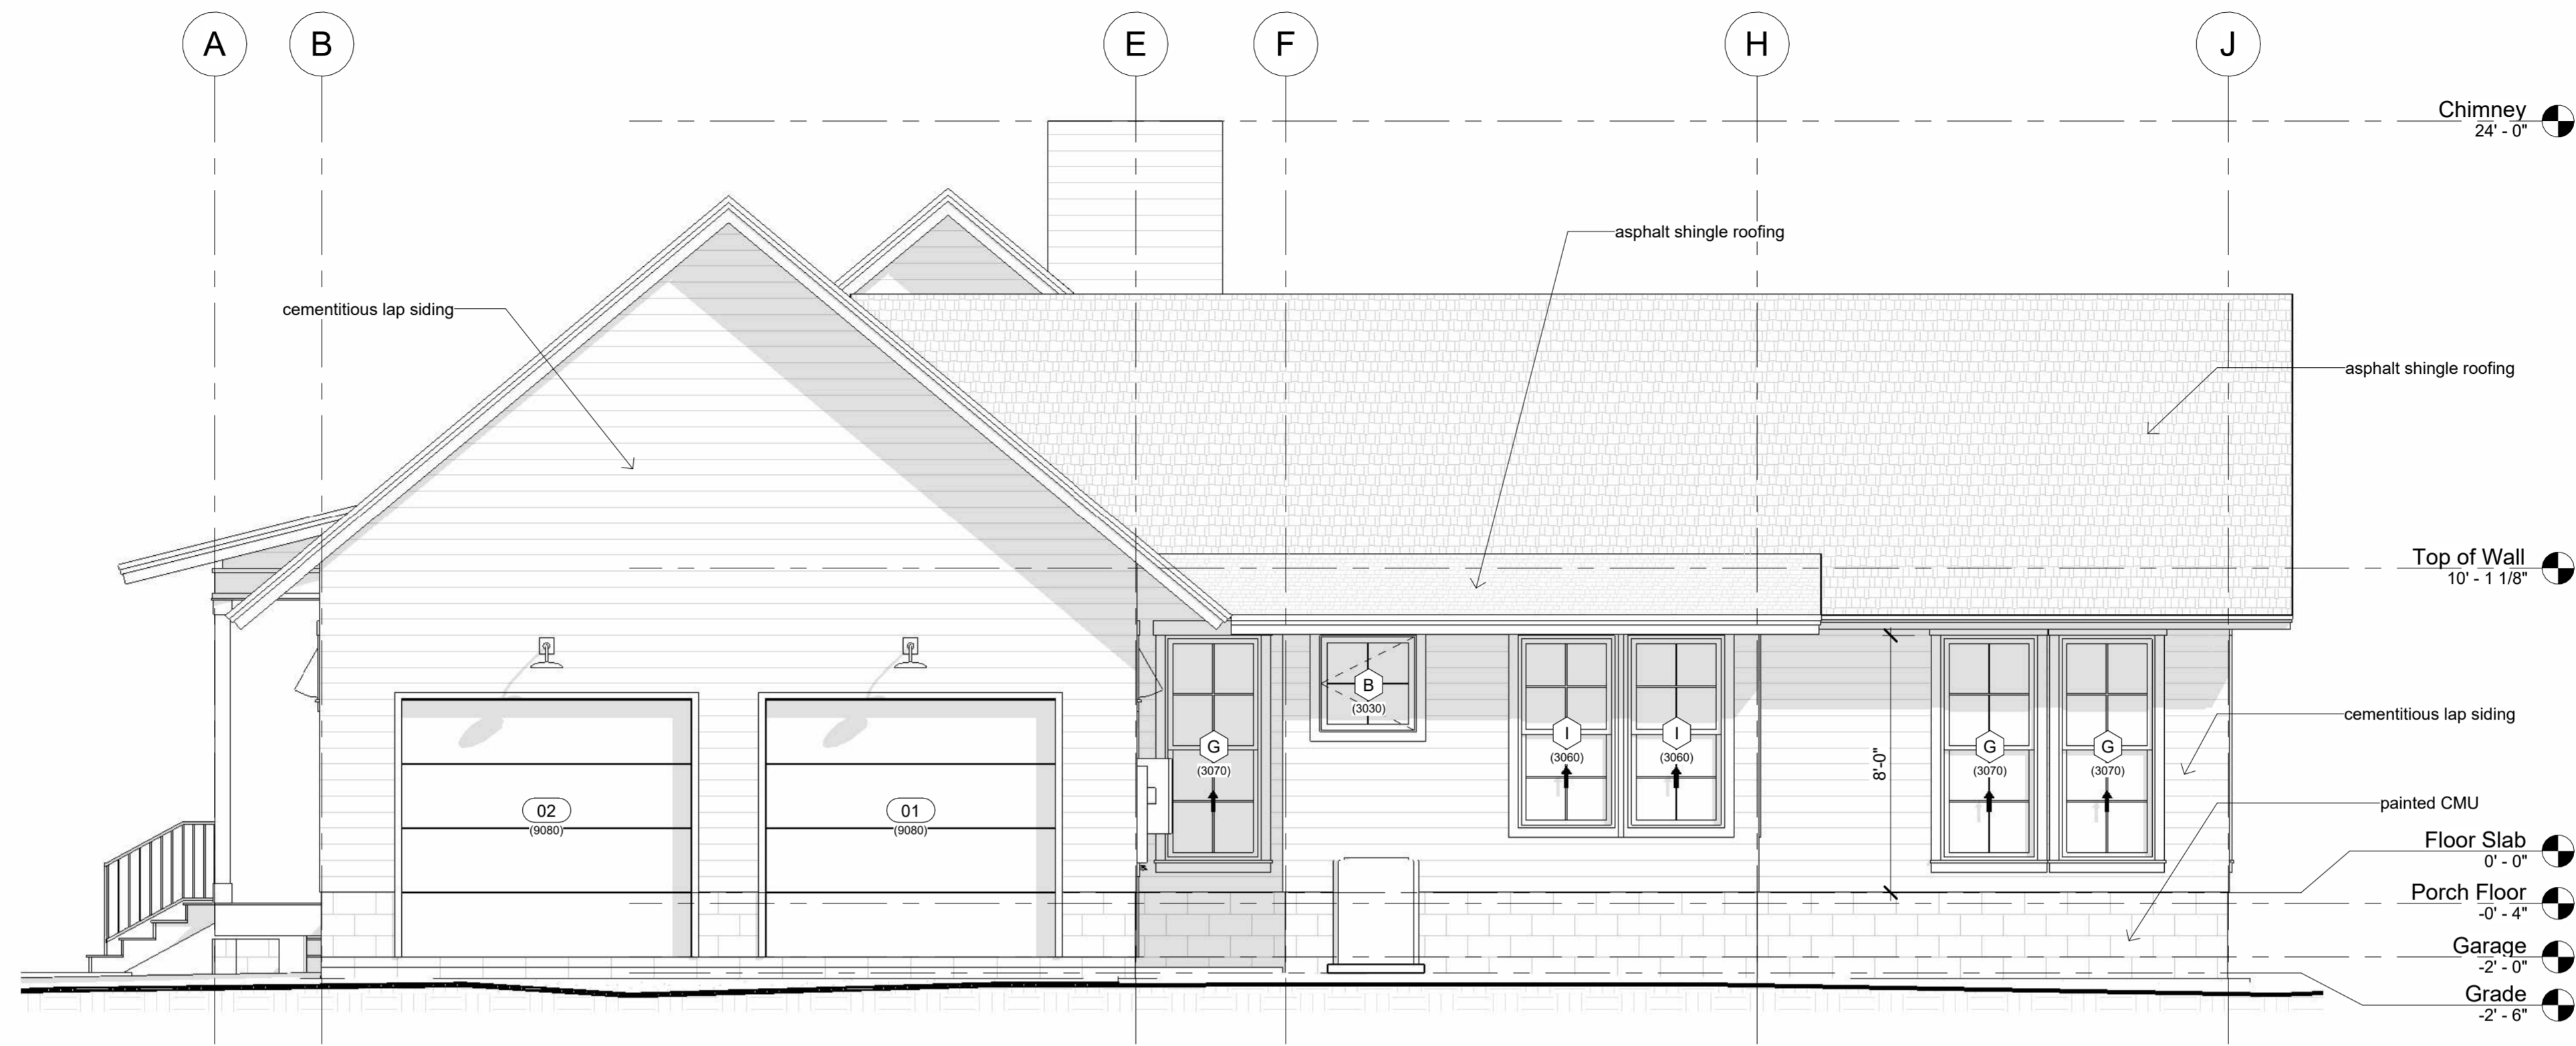 A
B
E
F
H
J
Chimney
24' - 0"
asphalt shingle roofing
cementitious lap siding
asphalt shingle roofing
Top of Wall
10' - 1 1/8"
B
(3030)
cementitious lap siding
I
(3060)
I
(3060)
G
(3070)
G
(3070)
G
(3070)
8'-0"
02
(9080)
01
(9080)
painted CMU
Floor Slab
0' - 0"
Porch Floor
-0' - 4"
Garage
-2' - 0"
Grade
-2' - 6"